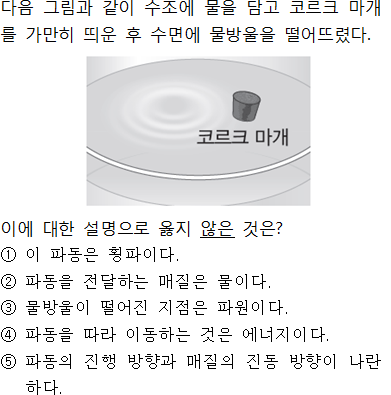 다음 그림과 같이 수조에 물을 담고 코르크 마개
를 가만히 띄운 후 수면에 물방울을 떨어뜨렸다.
코르크 마개
이에 대한 설명으로 옳지 않은 것은?
① 이 파동은 횡파이다.
② 파동을 전달하는 매질은 물이다.
③ 물방울이 떨어진 지점은 파원이다.
④ 파동을 따라 이동하는 것은 에너지이다.
⑤ 파동의 진행 방향과 매질의 진동 방향이 나란
하다.